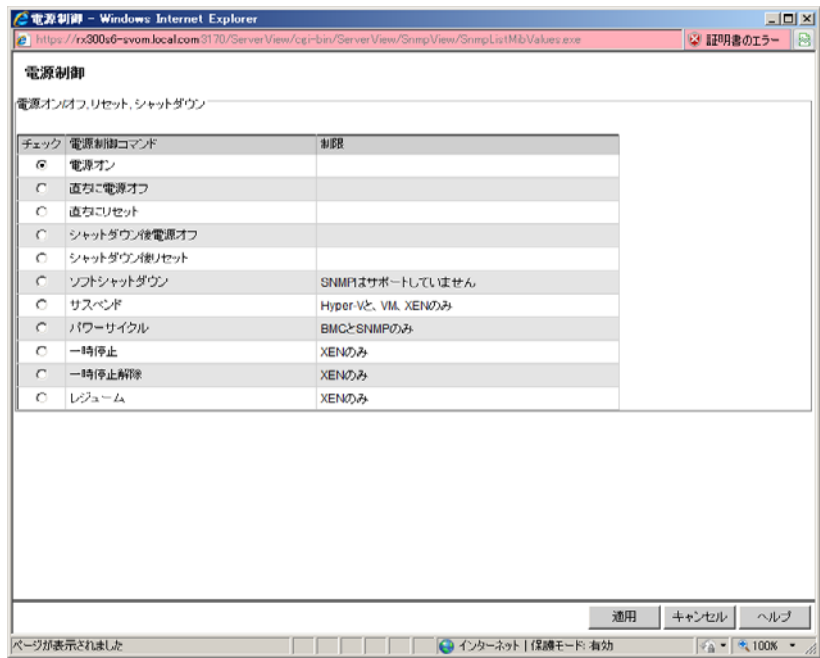 電源制御 - Windows Internet Explorer
https://rx300s6-svom.local.com:3170/ServerView/cgi-bin/ServerView/SnmpView/SnmpListMibValues.exe 証明書のエラー
電源制御
電源オン/オフ,リセット,シャットダウン
チェック 電源制御コマンド 制限
電源オン
直ちに電源オフ
直ちにリセット
シャットダウン後電源オフ
シャットダウン後リセット
ソフトシャットダウン SNMPはサポートしていません
サスペンド Hyper-Vと、VM、XENのみ
パワーサイクル BMCとSNMPのみ
一時停止 XENのみ
一時停止解除 XENのみ
レジューム XENのみ
適用 キャンセル ヘルプ
ページが表示されました インターネット | 保護モード: 有効 100%